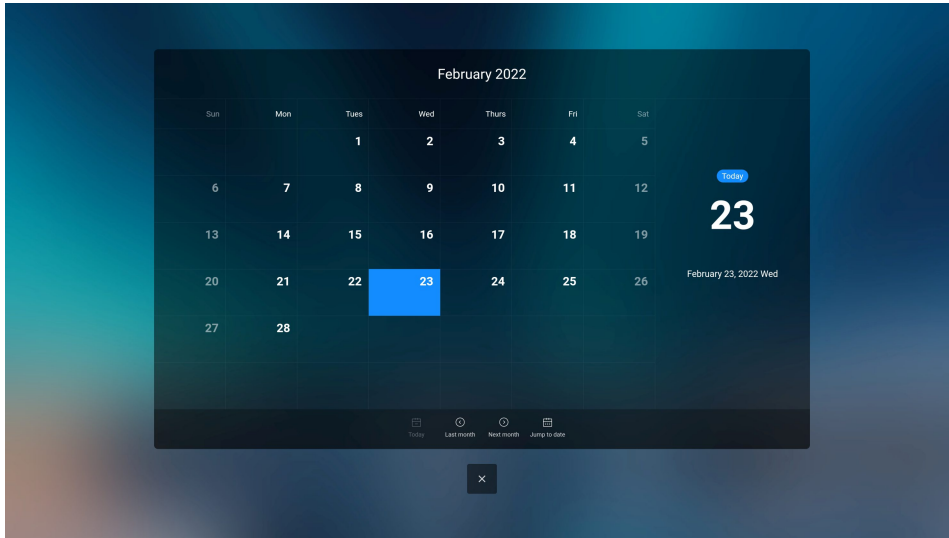 February 2022
Sun Mon Tues Wed Thurs Fri Sat
1 2 3 4 5
6 7 8 9 10 11 12
13 14 15 16 17 18 19
20 21 22 23 24 25 26
27 28
Today
23
February 23, 2022 Wed
Today Last month Next month Jump to date